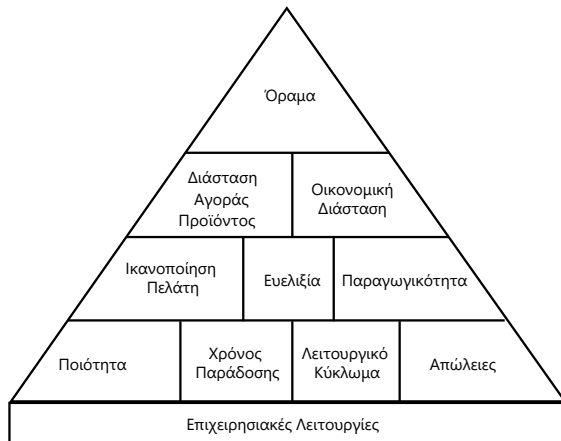 Όραμα
Διάσταση
Αγοράς
Προϊόντος
Οικονομική
Διάσταση
Ικανοποίηση
Πελάτη
Ευελιξία
Παραγωγικότητα
Ποιότητα
Χρόνος
Παράδοσης
Λειτουργικό
Κύκλωμα
Απώλειες
Επιχειρησιακές Λειτουργίες